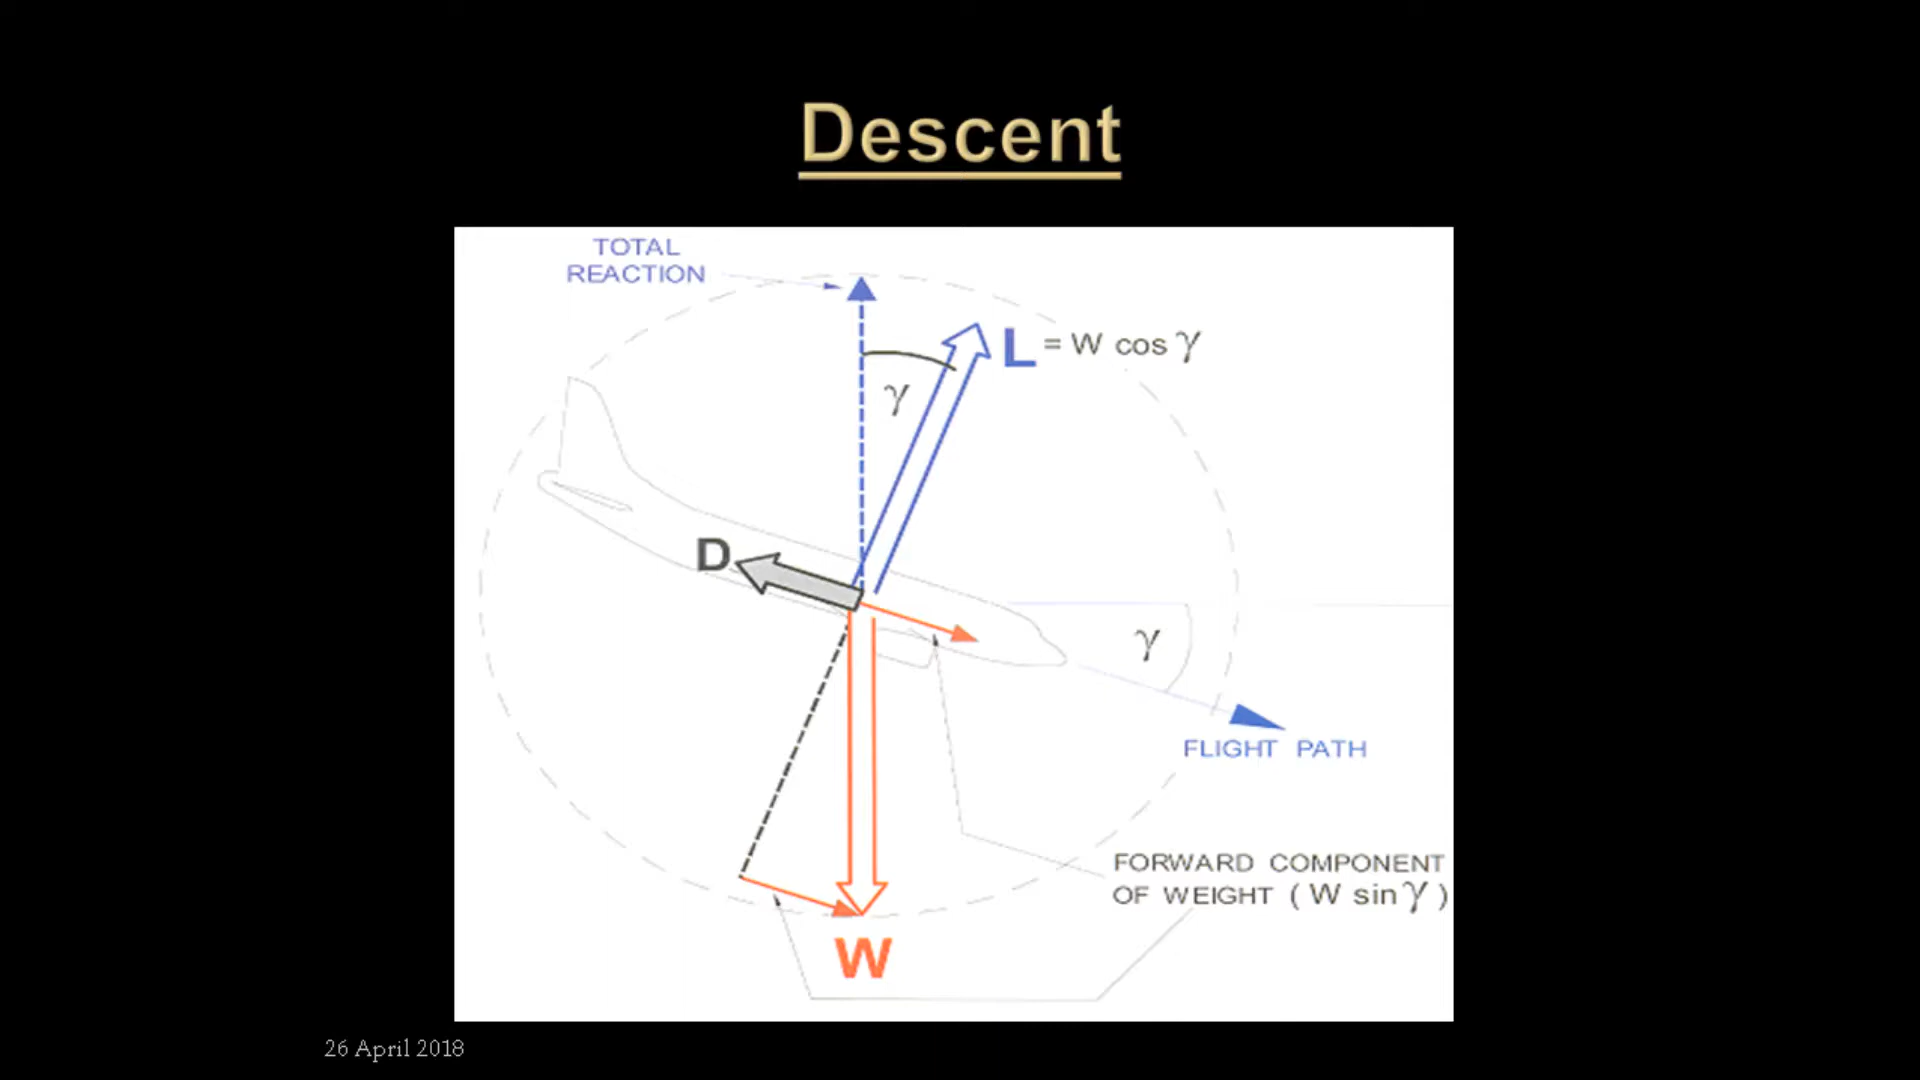 Descent
TOTAL
REACTION
L = W cos γ
γ
D
γ
FLIGHT PATH
FORWARD COMPONENT
OF WEIGHT ( W sin γ )
W
26 April 2018